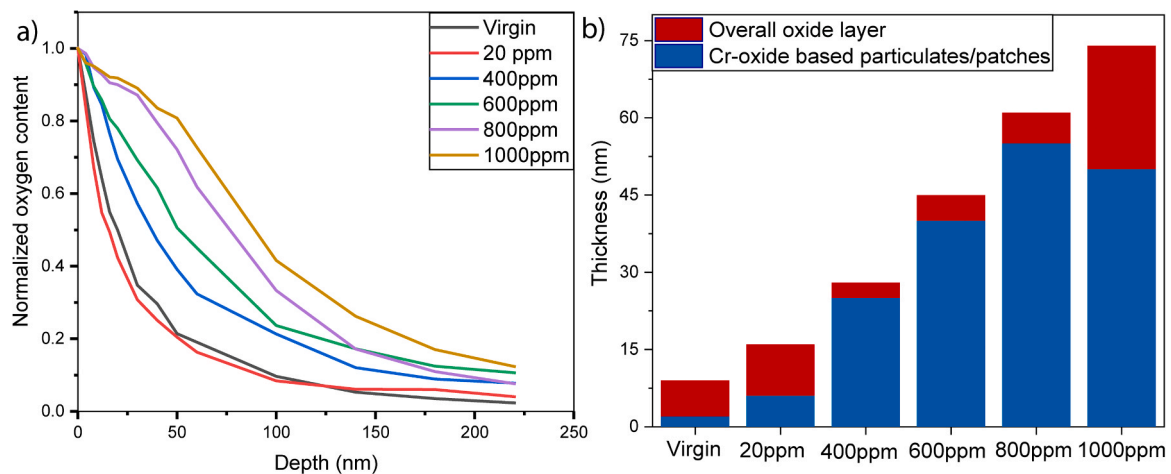 a)
Virgin
20 ppm
400ppm
600ppm
800ppm
1000ppm
Normalized oxygen content
1.0
0.8
0.6
0.4
0.2
0.0
0
50
100
150
200
250
Depth (nm)
b)
Overall oxide layer
Cr-oxide based particulates/patches
Thickness (nm)
75
60
45
30
15
0
Virgin
20ppm
400ppm
600ppm
800ppm
1000ppm